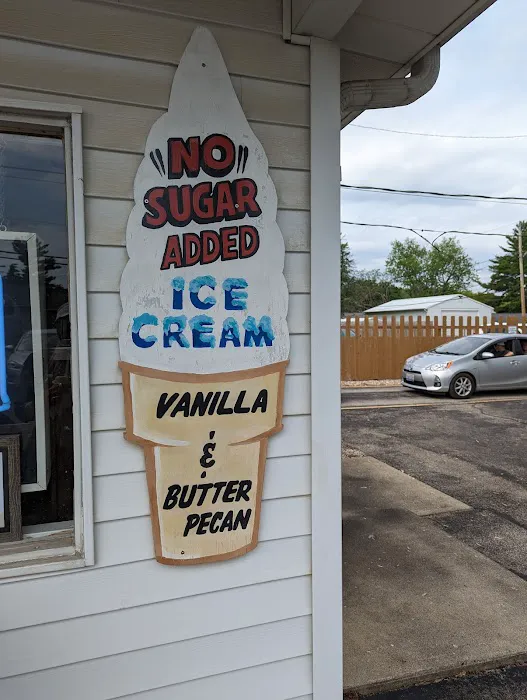 "NO"
SUGAR
ADDED
ICE
CREAM
VANILLA
&
BUTTER
PECAN